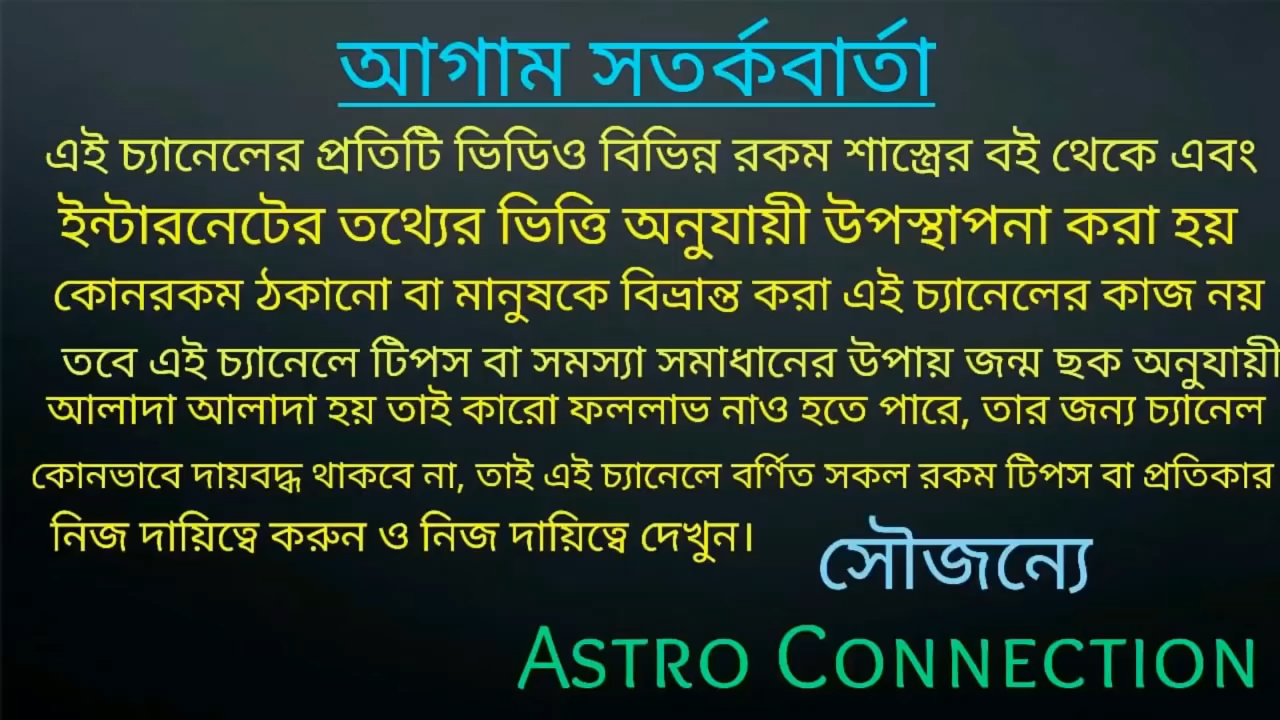 আগাম সতর্কবার্তা
এই চ্যানেলের প্রতিটি ভিডিও বিভিন্ন রকম শাস্ত্রের বই থেকে এবং
ইন্টারনেটের তথ্যের ভিত্তি অনুযায়ী উপস্থাপনা করা হয়
কোনরকম ঠকানো বা মানুষকে বিভ্রান্ত করা এই চ্যানেলের কাজ নয়
তবে এই চ্যানেলে টিপস বা সমস্যা সমাধানের উপায় জন্ম ছক অনুযায়ী
আলাদা আলাদা হয় তাই কারো ফললাভ নাও হতে পারে, তার জন্য চ্যানেল
কোনভাবে দায়বদ্ধ থাকবে না, তাই এই চ্যানেলে বর্ণিত সকল রকম টিপস বা প্রতিকার
নিজ দায়িত্বে করুন ও নিজ দায়িত্বে দেখুন।
সৌজন্যে
ASTRO CONNECTION